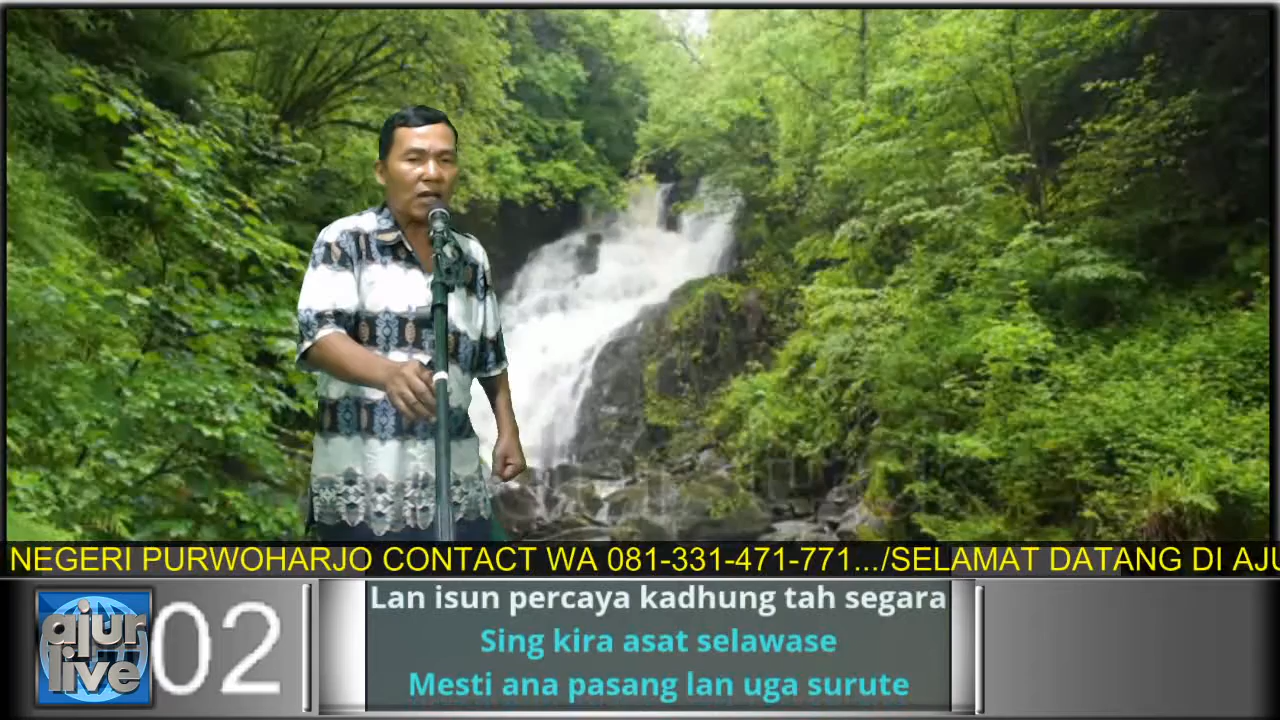 NEGERI PURWOHARJO CONTACT WA 081-331-471-771.../SELAMAT DATANG DI AJU
ajur
live
02
Lan isun percaya kadhung tah segara
Sing kira asat selawase
Mesti ana pasang lan uga surute